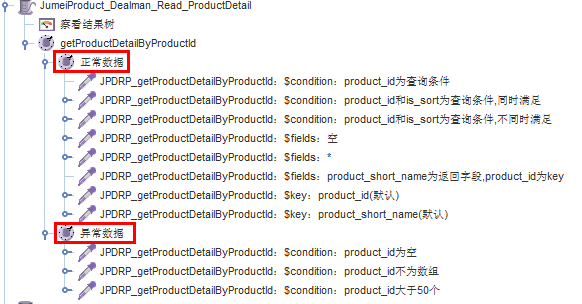 JumeiProduct_Dealman_Read_ProductDetail
察看结果树
getProductDetailByProductId
正常数据
JPDRP_getProductDetailByProductId：$condition：product_id为查询条件
JPDRP_getProductDetailByProductId：$condition：product_id和is_sort为查询条件,同时满足
JPDRP_getProductDetailByProductId：$condition：product_id和is_sort为查询条件,不同时满足
JPDRP_getProductDetailByProductId：$fields：空
JPDRP_getProductDetailByProductId：$fields：*
JPDRP_getProductDetailByProductId：$fields：product_short_name为返回字段,product_id为key
JPDRP_getProductDetailByProductId：$key：product_id(默认)
JPDRP_getProductDetailByProductId：$key：product_short_name(默认)
异常数据
JPDRP_getProductDetailByProductId：$condition：product_id为空
JPDRP_getProductDetailByProductId：$condition：product_id不为数组
JPDRP_getProductDetailByProductId：$condition：product_id大于50个